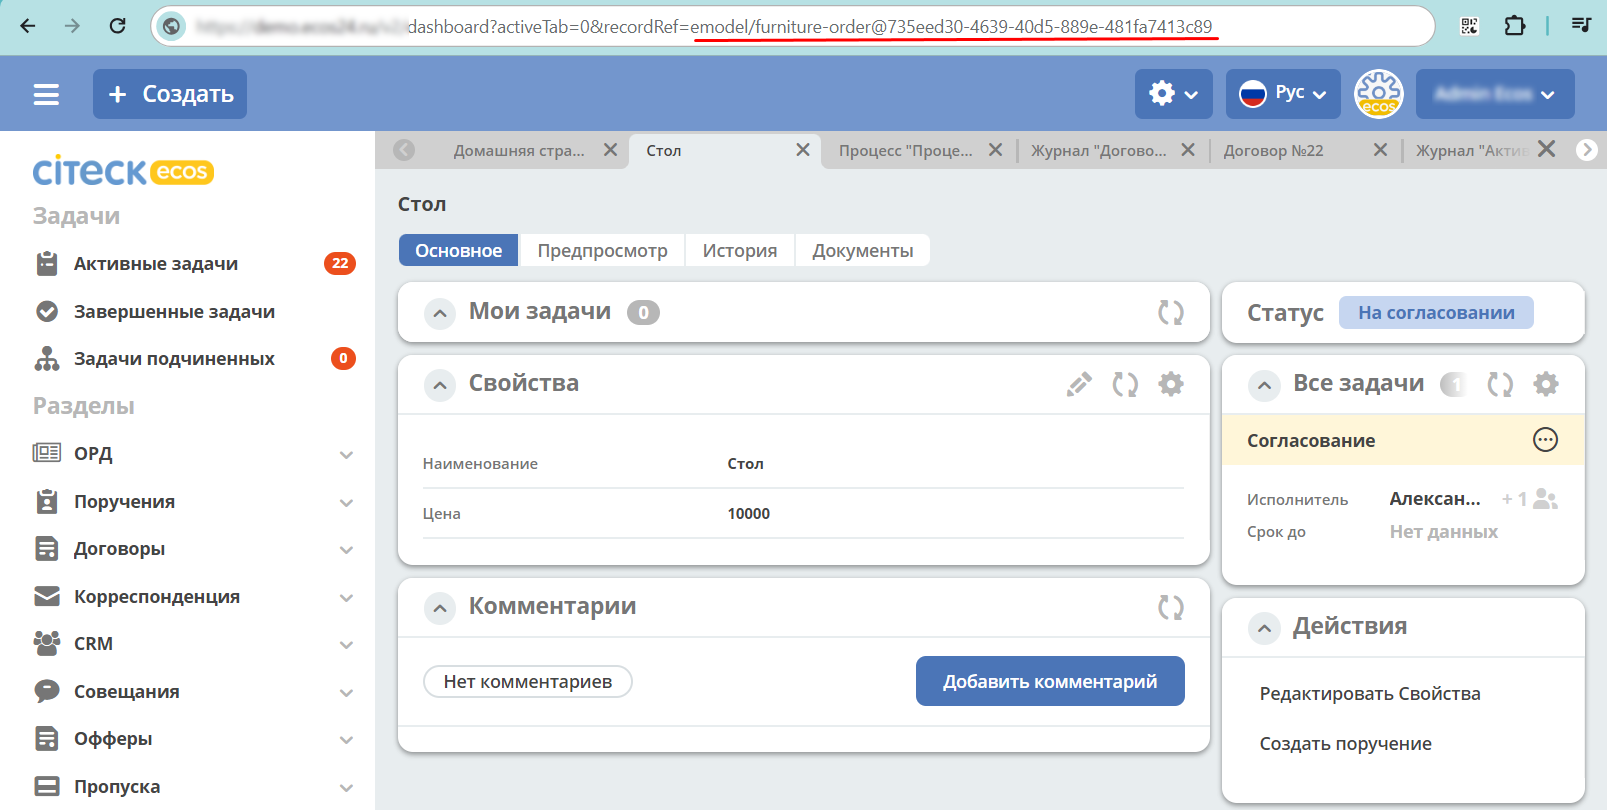 dashboard?activeTab=0&recordRef=emodel/furniture-order@735eed30-4639-40d5-889e-481fa7413c89
+ Создать
Рус
ecos
citeck ecos
Домашняя стра...
Стол
Процесс "Проце...
Журнал "Догово...
Договор №22
Журнал "Актив
Задачи
Активные задачи 22
Завершенные задачи
Задачи подчиненных 0
Разделы
ОРД
Поручения
Договоры
Корреспонденция
CRM
Совещания
Офферы
Пропуска
Стол
Основное
Предпросмотр
История
Документы
Мои задачи 0
Свойства
Наименование Стол
Цена 10000
Комментарии
Нет комментариев
Добавить комментарий
Статус На согласовании
Все задачи 1
Согласование
Исполнитель Алексан... + 1
Срок до Нет данных
Действия
Редактировать Свойства
Создать поручение